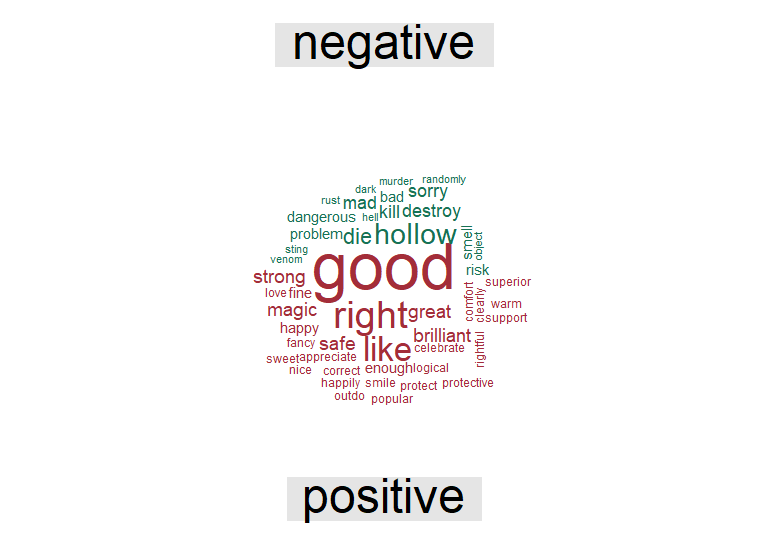 negative
murder randomly
dark
rust mad bad sorry
dangerous hell kill destroy
problem die hollow smell object
sting
venom good risk
strong superior
love fine comfort clearly
magic right great warm
support
happy brilliant
fancy safe like celebrate rightful
sweet appreciate
nice correct enough logical
happily smile protect protective
outdo popular
positive